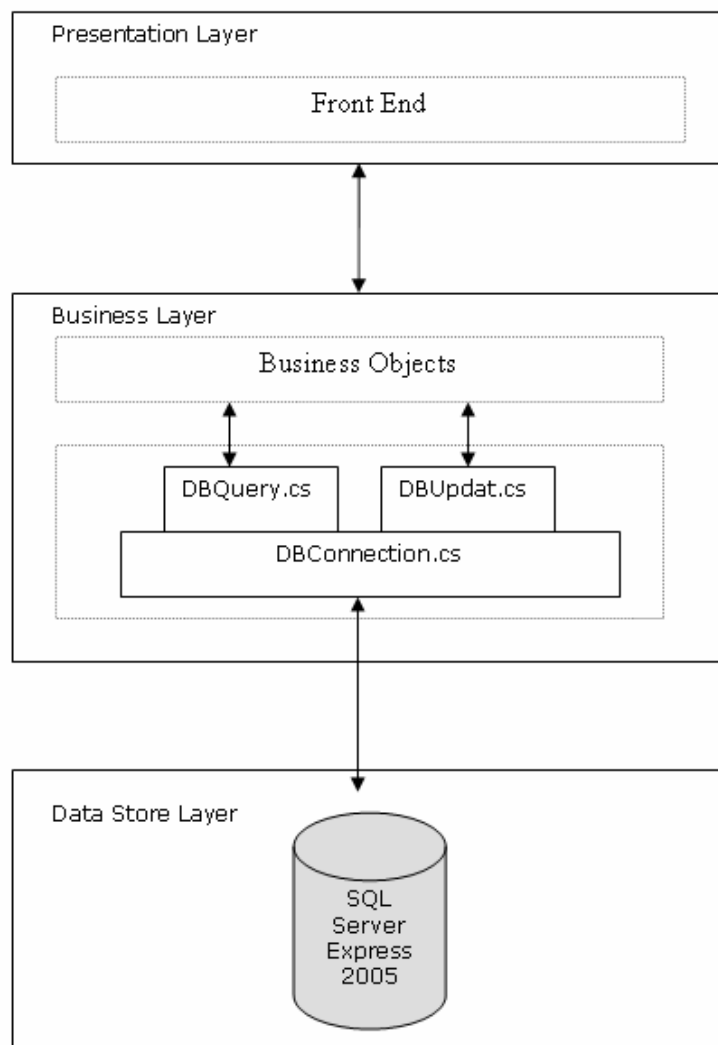 Presentation Layer
Front End
Business Layer
Business Objects
DBQuery.cs
DBUpdat.cs
DBConnection.cs
Data Store Layer
SQL
Server
Express
2005